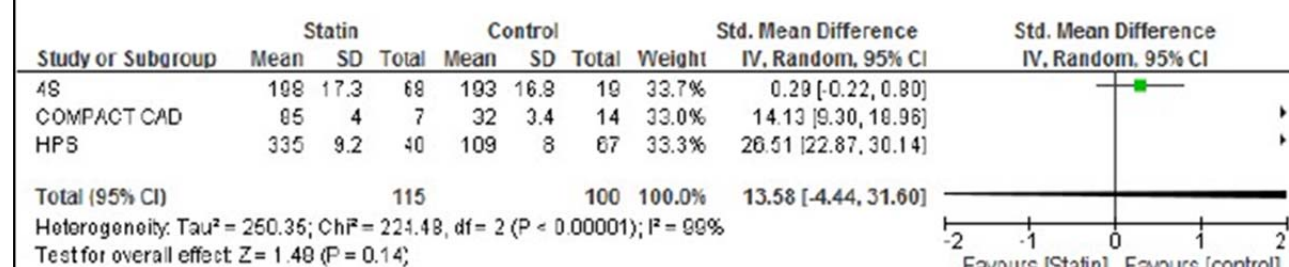 Statin Control Std. Mean Difference Std. Mean Difference
Study or Subgroup Mean SD Total Mean SD Total Weight IV, Random, 95% CI IV, Random, 95% CI
4S 198 17.3 68 193 16.8 19 33.7% 0.29 [-0.22, 0.80]
COMPACT CAD 85 4 7 32 3.4 14 33.0% 14.13 [9.30, 18.96]
HPS 335 9.2 40 109 8 67 33.3% 26.51 [22.87, 30.14]
Total (95% CI) 115 100 100.0% 13.58 [-4.44, 31.60]
Heterogeneity: Tau² = 250.35; Chi² = 224.48, df = 2 (P < 0.00001); I² = 99%
Test for overall effect: Z = 1.48 (P = 0.14)
-2 -1 0 1 2
Favours [Statin] Favours [control]